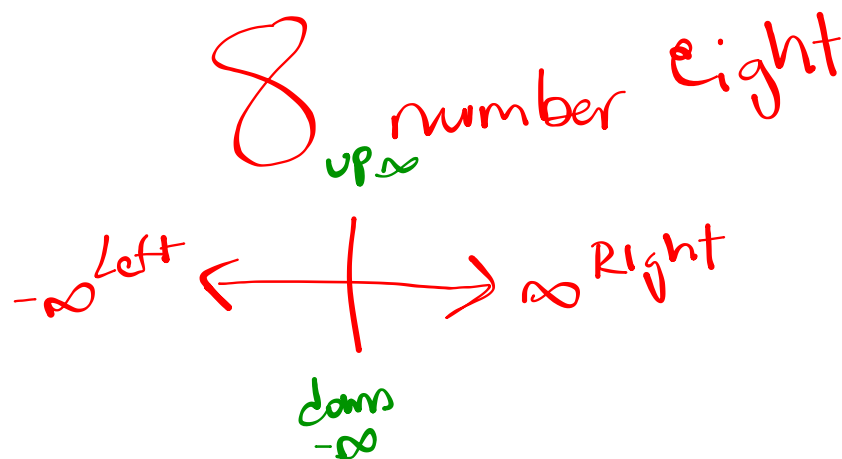 8 number eight
up ∞
-∞ Left
∞ Right
down
-∞